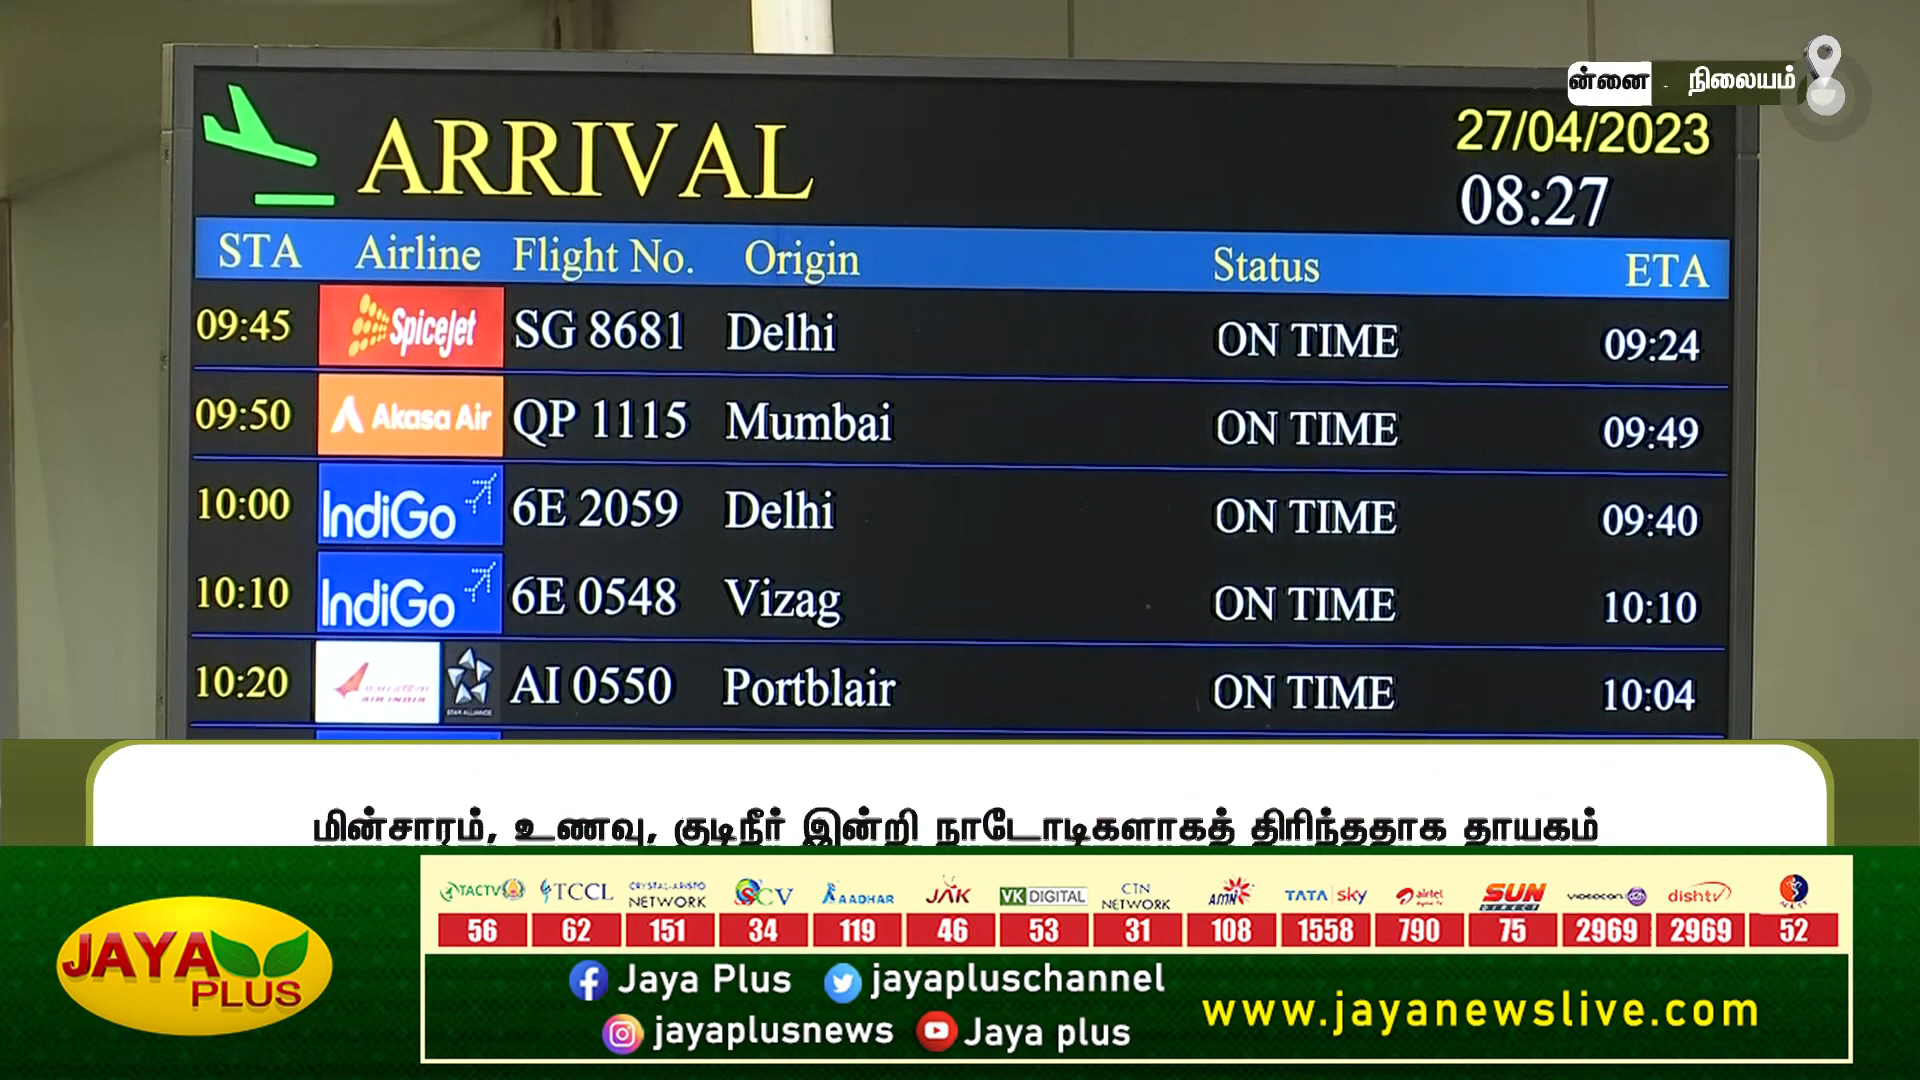 ன்னை நிலையம்
ARRIVAL
27/04/2023
08:27
STA Airline Flight No. Origin Status ETA
09:45 SpiceJet SG 8681 Delhi ON TIME 09:24
09:50 Akasa Air QP 1115 Mumbai ON TIME 09:49
10:00 IndiGo 6E 2059 Delhi ON TIME 09:40
10:10 IndiGo 6E 0548 Vizag ON TIME 10:10
10:20 AIR INDIA STAR ALLIANCE AI 0550 Portblair ON TIME 10:04
மின்சாரம், உணவு, குடிநீர் இன்றி நாடோடிகளாகத் திரிந்ததாக தாயகம்
TACTV TCCL CRYSTAL-ARISTO NETWORK SCV AADHAR JAK VK DIGITAL CTN NETWORK AMN TATA sky airtel SUN DIRECT VIDEOCON dishtv
56 62 151 34 119 46 53 31 108 1558 790 75 2969 2969 52
JAYA PLUS
Jaya Plus jayapluschannel
jayaplusnews Jaya plus
www.jayanewslive.com